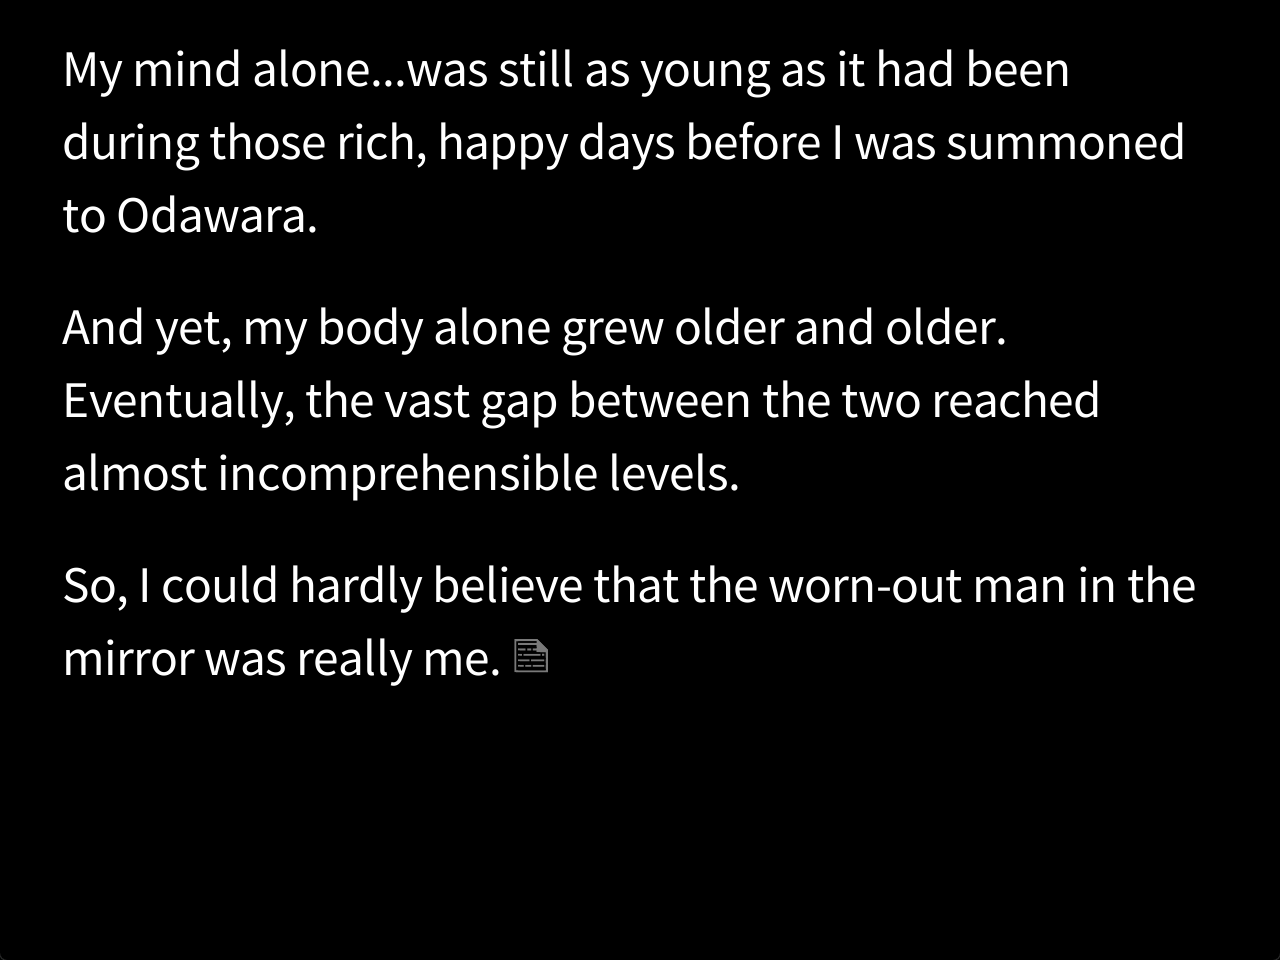 My mind alone...was still as young as it had been
during those rich, happy days before I was summoned
to Odawara.
And yet, my body alone grew older and older.
Eventually, the vast gap between the two reached
almost incomprehensible levels.
So, I could hardly believe that the worn-out man in the
mirror was really me.